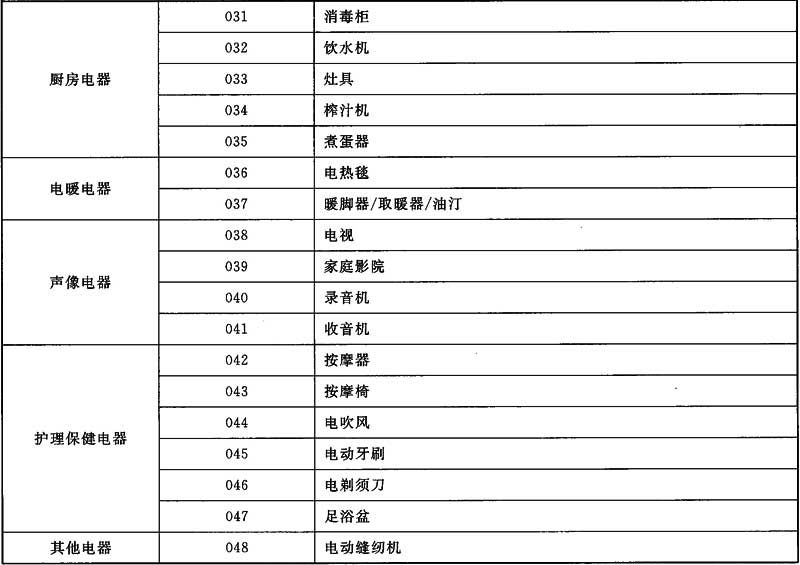 厨房电器
031 消毒柜
032 饮水机
033 灶具
034 榨汁机
035 煮蛋器
电暖电器
036 电热毯
037 暖脚器/取暖器/油汀
声像电器
038 电视
039 家庭影院
040 录音机
041 收音机
护理保健电器
042 按摩器
043 按摩椅
044 电吹风
045 电动牙刷
046 电剃须刀
047 足浴盆
其他电器
048 电动缝纫机